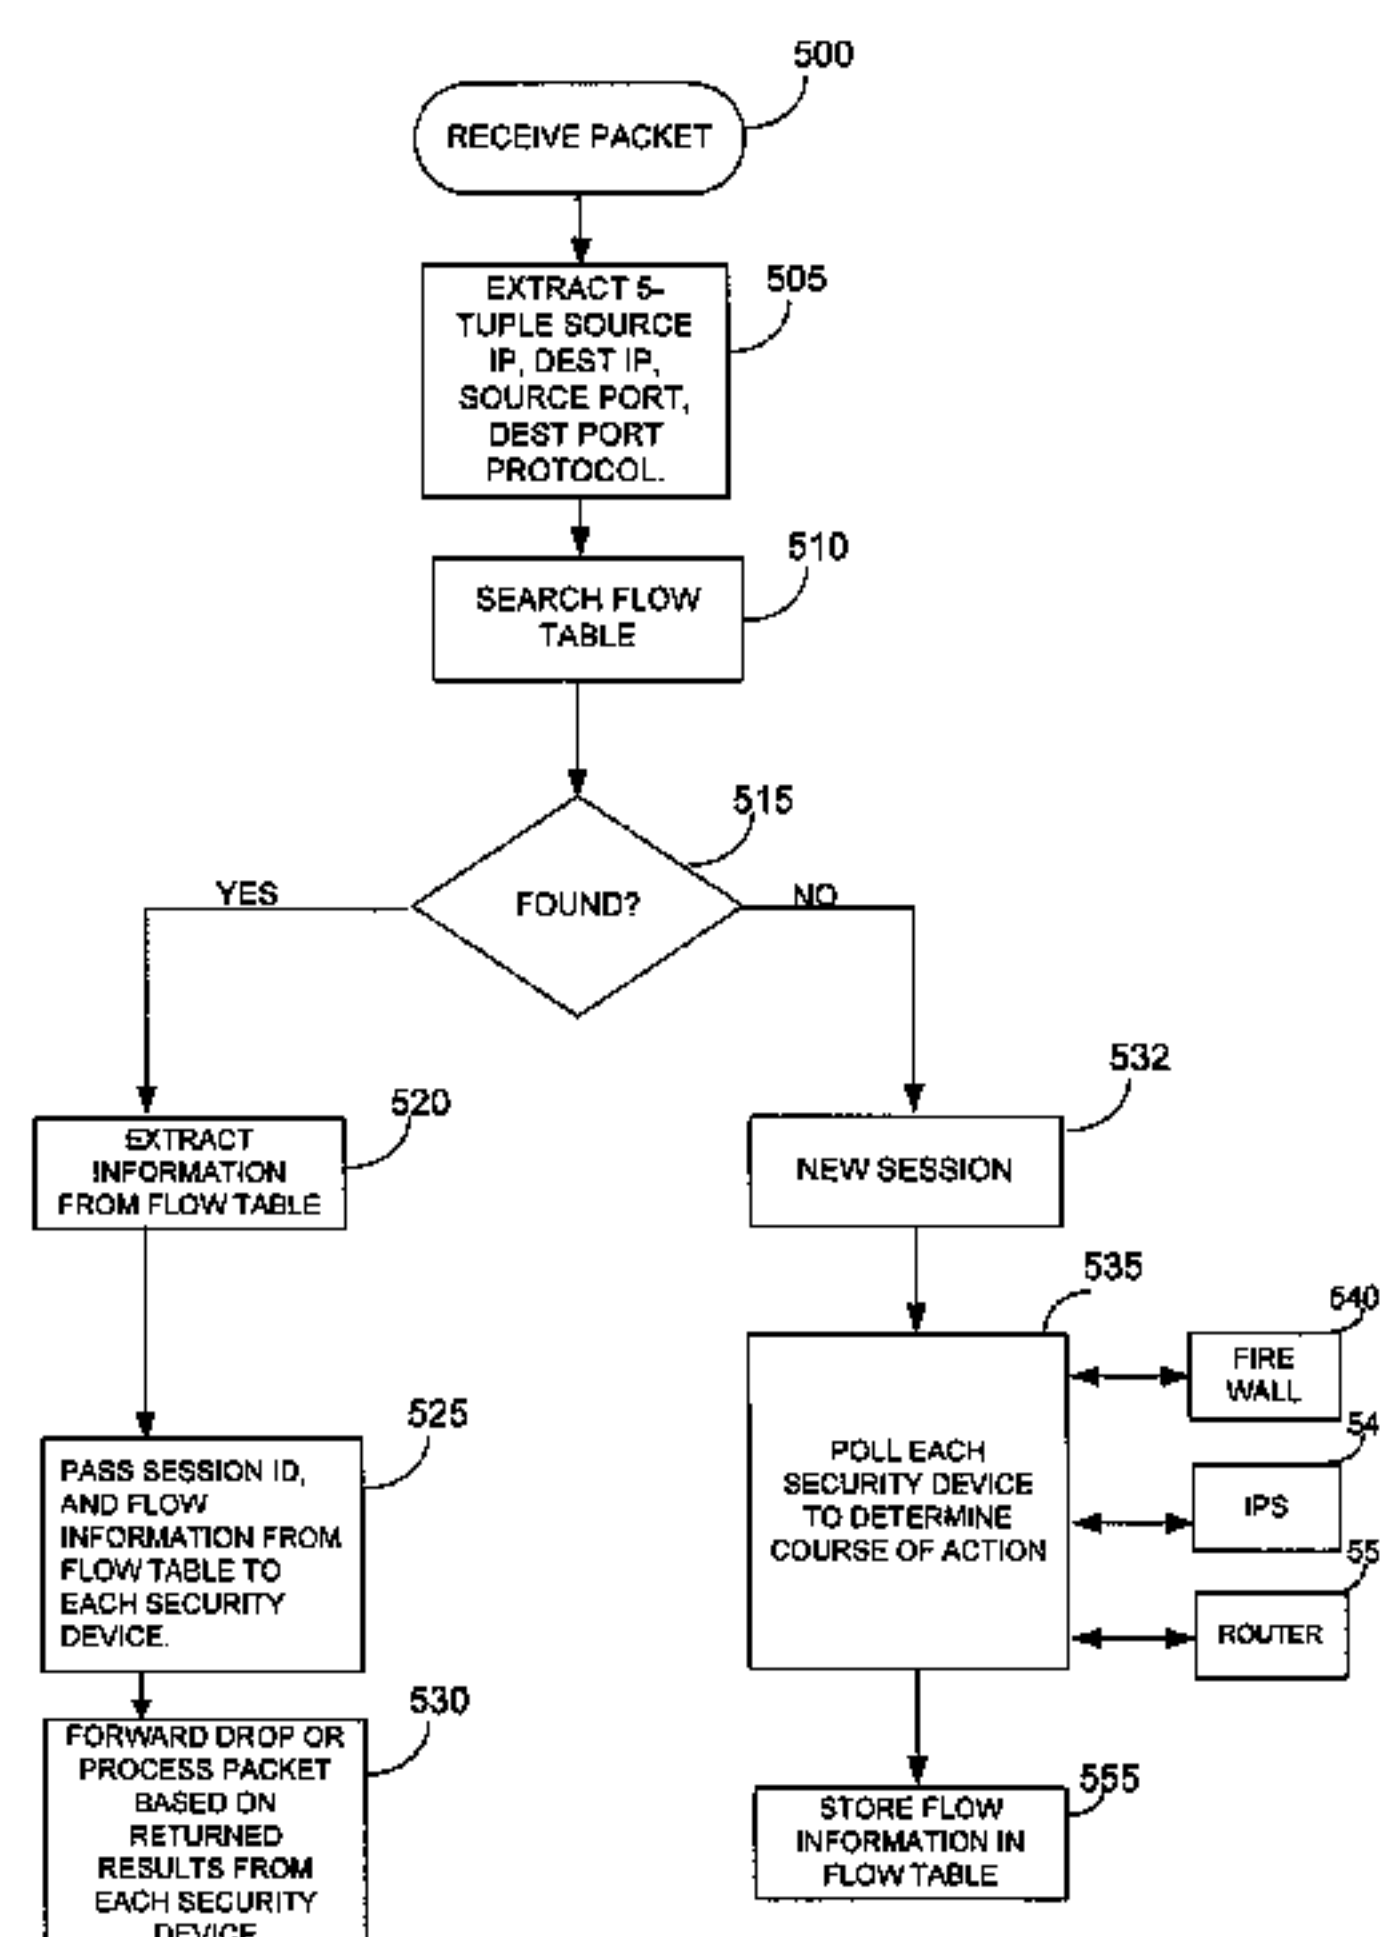 500
RECEIVE PACKET
505
EXTRACT 5-
TUPLE SOURCE
IP, DEST IP,
SOURCE PORT,
DEST PORT
PROTOCOL.
510
SEARCH FLOW
TABLE
515
FOUND?
YES
NO
520
EXTRACT
INFORMATION
FROM FLOW TABLE
525
PASS SESSION ID,
AND FLOW
INFORMATION FROM
FLOW TABLE TO
EACH SECURITY
DEVICE.
530
FORWARD DROP OR
PROCESS PACKET
BASED ON
RETURNED
RESULTS FROM
EACH SECURITY
DEVICE
532
NEW SESSION
535
POLL EACH
SECURITY DEVICE
TO DETERMINE
COURSE OF ACTION
540
FIRE
WALL
54
IPS
55
ROUTER
555
STORE FLOW
INFORMATION IN
FLOW TABLE